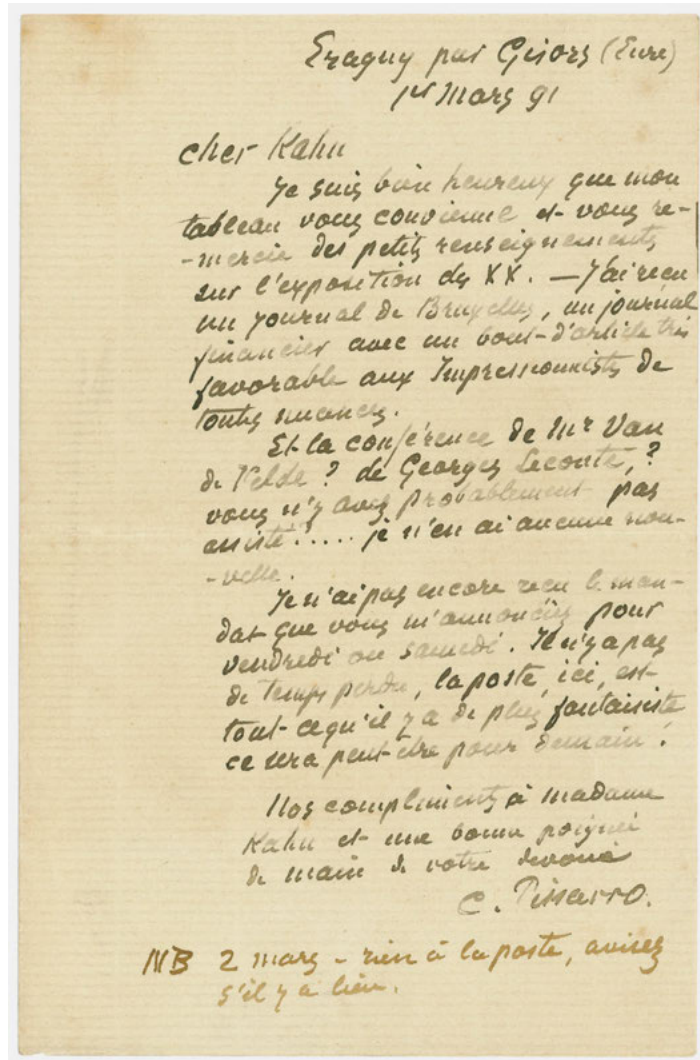 Eragny par Gisors (Eure)
1er Mars 91
cher Kahn
Je suis bien heureux que mon
tableau vous convienne et vous re-
-mercie des petits renseignements
sur l'exposition des XX. — J'ai recu
un journal de Bruxelles, un journal
financier avec un bout-d'article très
favorable aux Impressionnistes de
toutes nuances.
Et la conférence de Mr Van
de Velde ? de Georges Lecomte, ?
vous n'y avez probablement pas
assisté ..... je n'en ai aucune nou-
-velle.
Je n'ai pas encore recu le man-
dat que vous m'annonciez pour
vendredi ou samedi. Il n'y a pas
de temps perdu, la poste, ici, est
tout ce qu'il y a de plus fantaisiste
ce sera peut-être pour demain !
Nos compliments à madame
Kahn et une bonne poignée
de main de votre dévoué
C. Pissarro.
NB 2 mars - rien à la poste, avisez
s'il y a lieu.